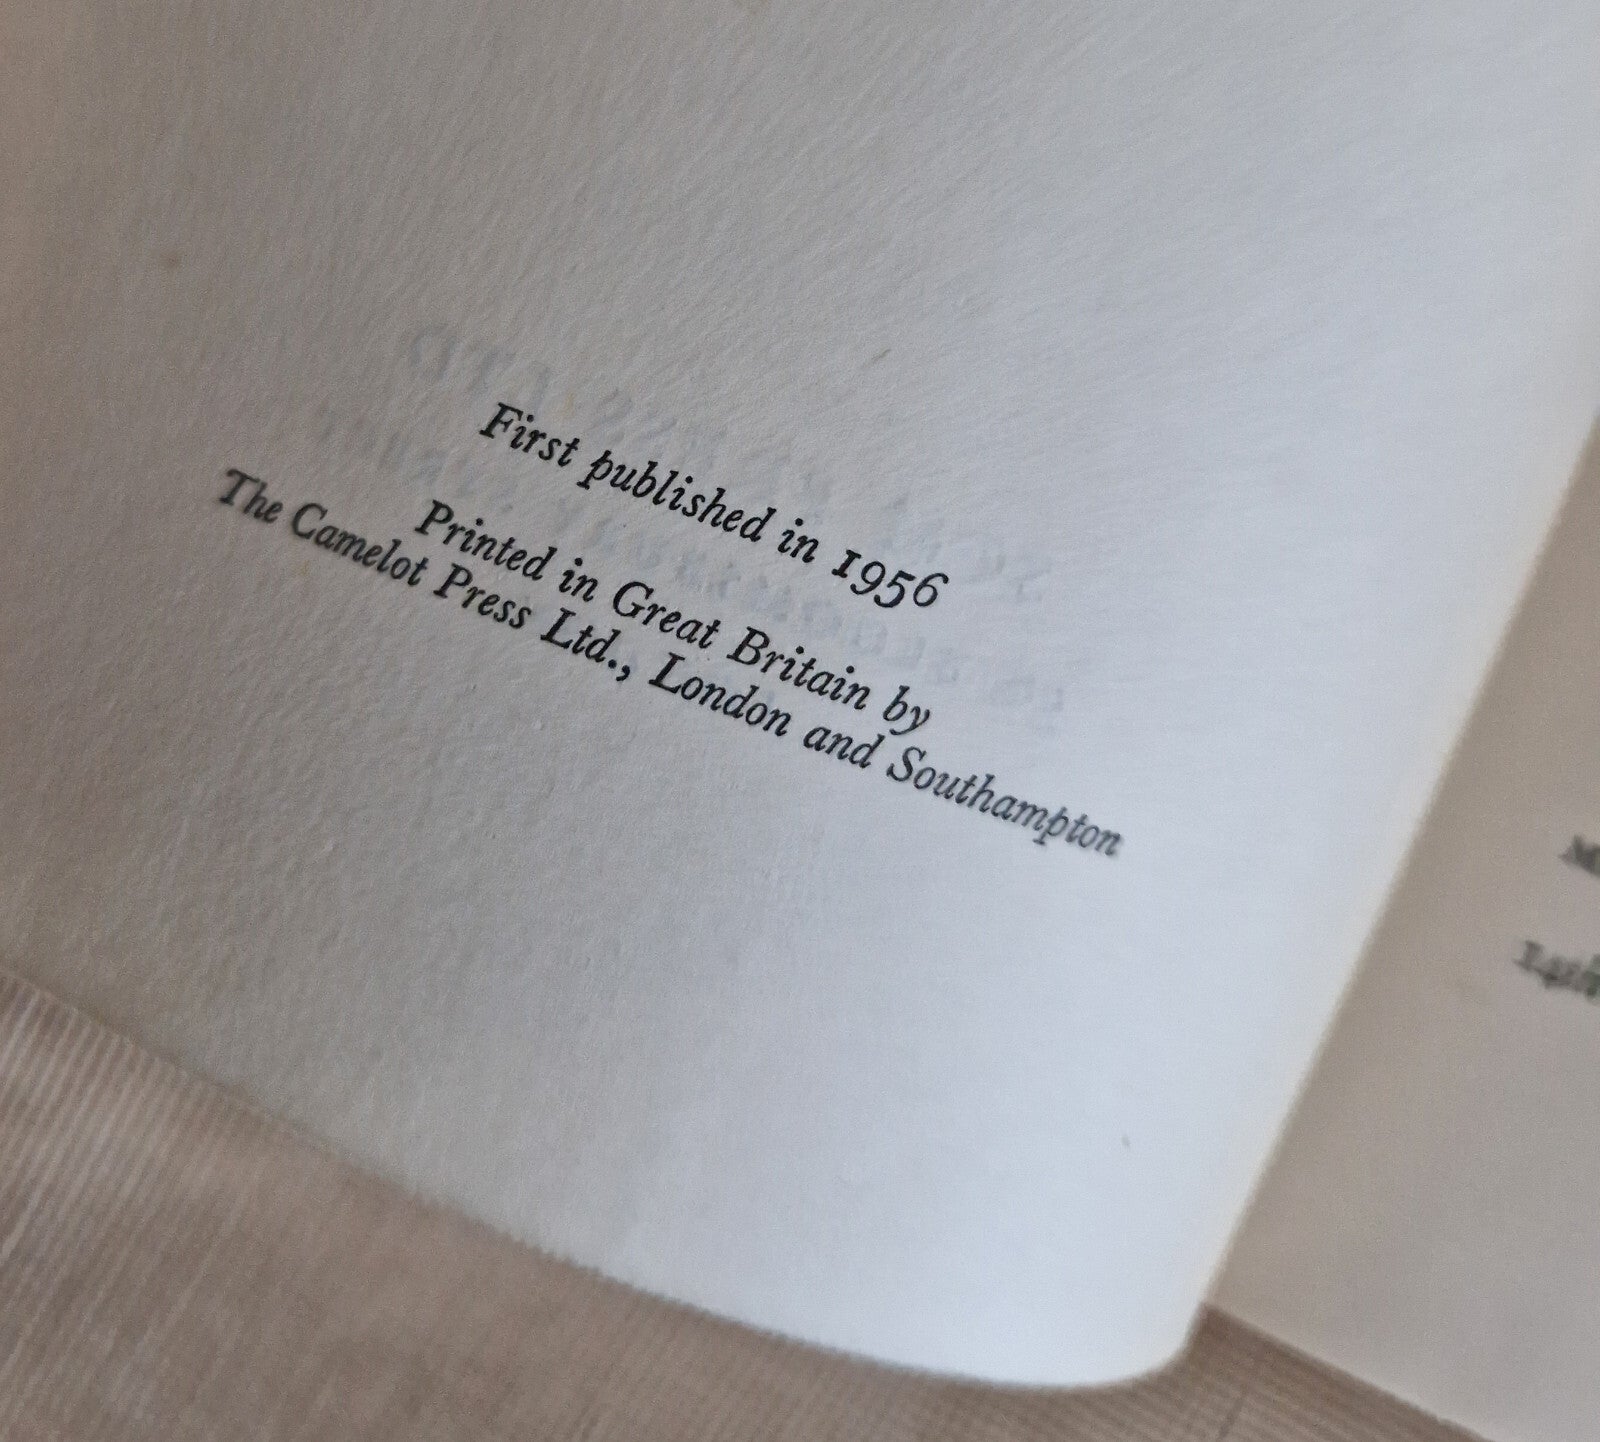 First published in 1956
Printed in Great Britain by
The Camelot Press Ltd., London and Southampton